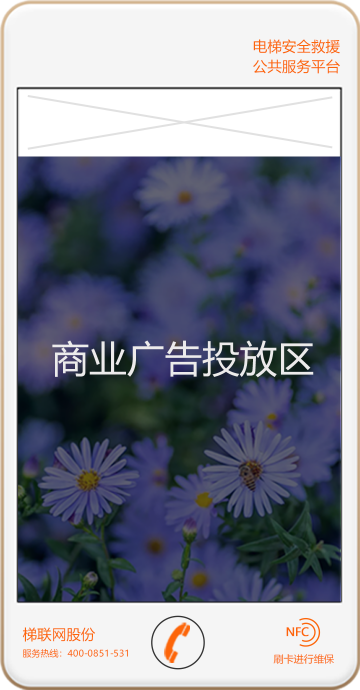 电梯安全救援
公共服务平台
商业广告投放区
梯联网股份
服务热线：400-0851-531
NFC
刷卡进行维保